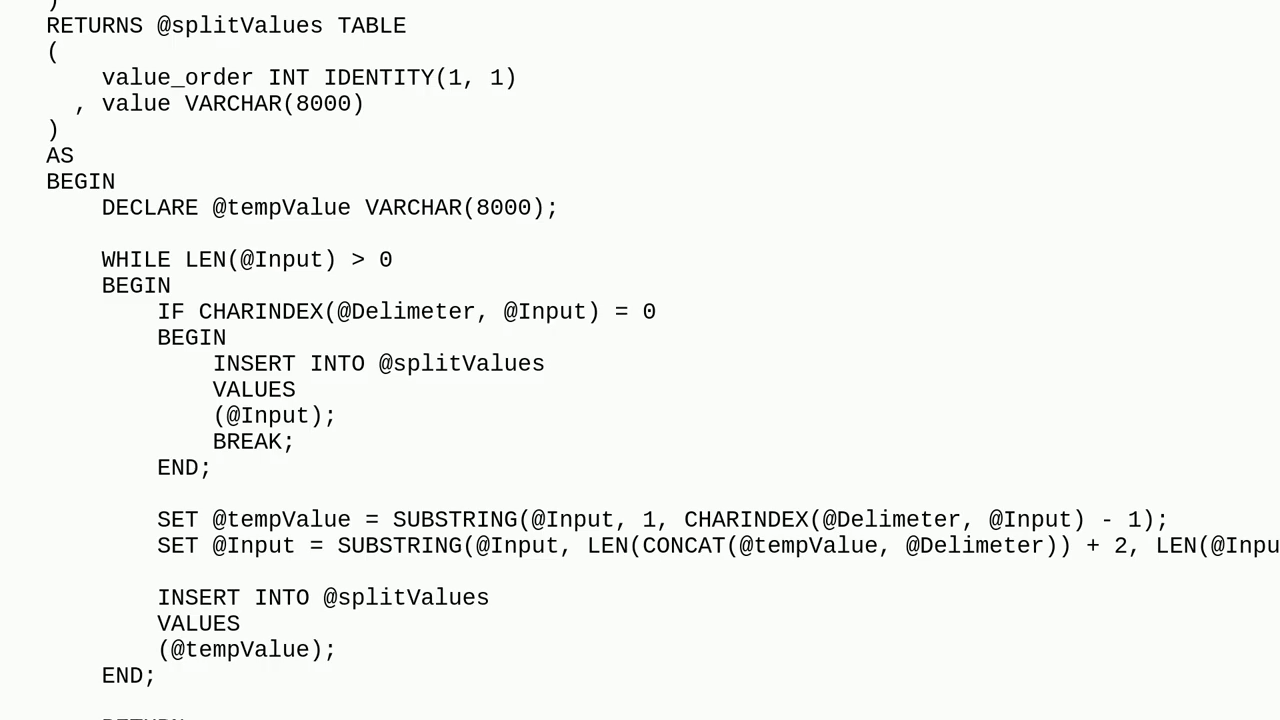 )
RETURNS @splitValues TABLE
(
    value_order INT IDENTITY(1, 1)
  , value VARCHAR(8000)
)
AS
BEGIN
    DECLARE @tempValue VARCHAR(8000);
    WHILE LEN(@Input) > 0
    BEGIN
        IF CHARINDEX(@Delimeter, @Input) = 0
        BEGIN
            INSERT INTO @splitValues
            VALUES
            (@Input);
            BREAK;
        END;
        SET @tempValue = SUBSTRING(@Input, 1, CHARINDEX(@Delimeter, @Input) - 1);
        SET @Input = SUBSTRING(@Input, LEN(CONCAT(@tempValue, @Delimeter)) + 2, LEN(@Inpu
        INSERT INTO @splitValues
        VALUES
        (@tempValue);
    END;
    RETURN